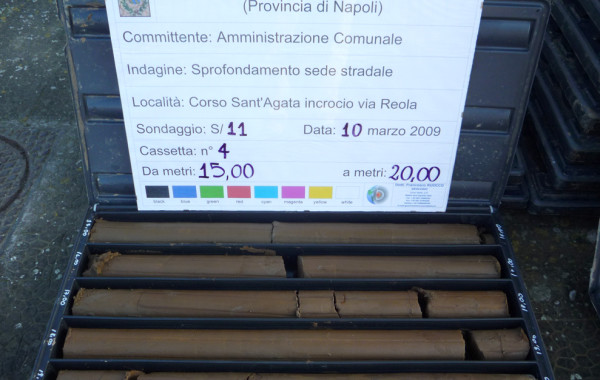 (Provincia di Napoli)
Committente: Amministrazione Comunale
Indagine: Sprofondamento sede stradale
Località: Corso Sant'Agata incrocio via Reola
Sondaggio: S/11 Data: 10 marzo 2009
Cassetta: n° 4
Da metri: 15,00 a metri: 20,00
black blue green red cyan magenta yellow white